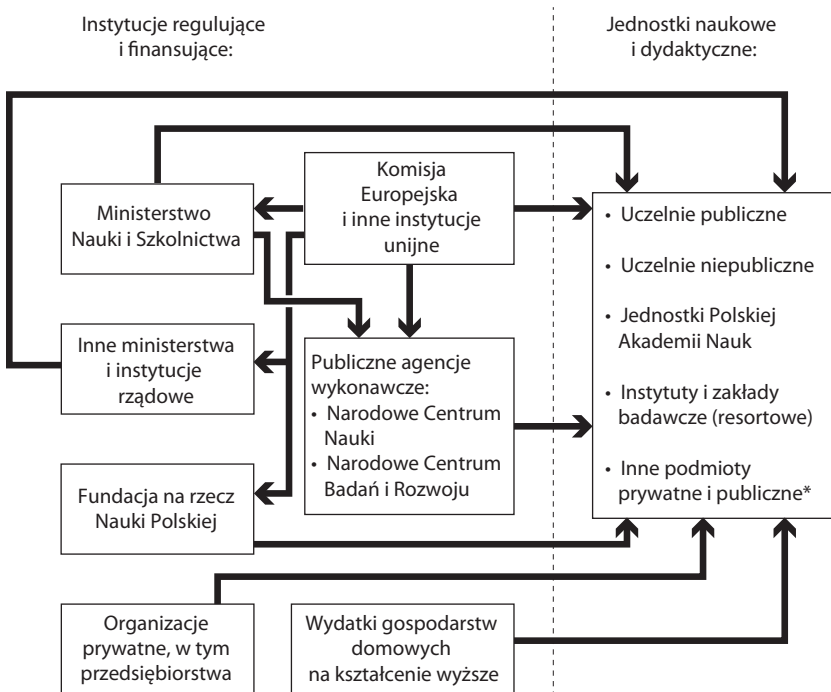 Instytucje regulujące
i finansujące:
Jednostki naukowe
i dydaktyczne:
Ministerstwo
Nauki i Szkolnictwa
Komisja
Europejska
i inne instytucje
unijne
Inne ministerstwa
i instytucje
rządowe
Publiczne agencje
wykonawcze:
• Narodowe Centrum
Nauki
• Narodowe Centrum
Badań i Rozwoju
Fundacja na rzecz
Nauki Polskiej
Organizacje
prywatne, w tym
przedsiębiorstwa
Wydatki gospodarstw
domowych
na kształcenie wyższe
• Uczelnie publiczne
• Uczelnie niepubliczne
• Jednostki Polskiej
Akademii Nauk
• Instytuty i zakłady
badawcze (resortowe)
• Inne podmioty
prywatne i publiczne*